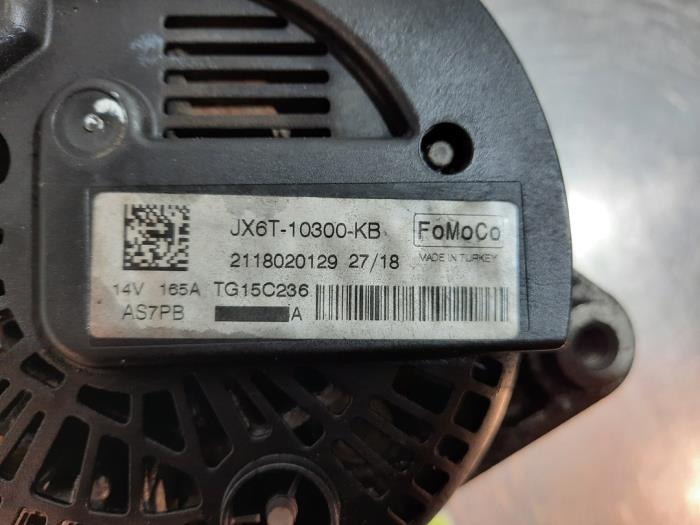 JX6T-10300-KB FoMoCo
2118020129 27/18 MADE IN TURKEY
14V 165A TG15C236
AS7PB A